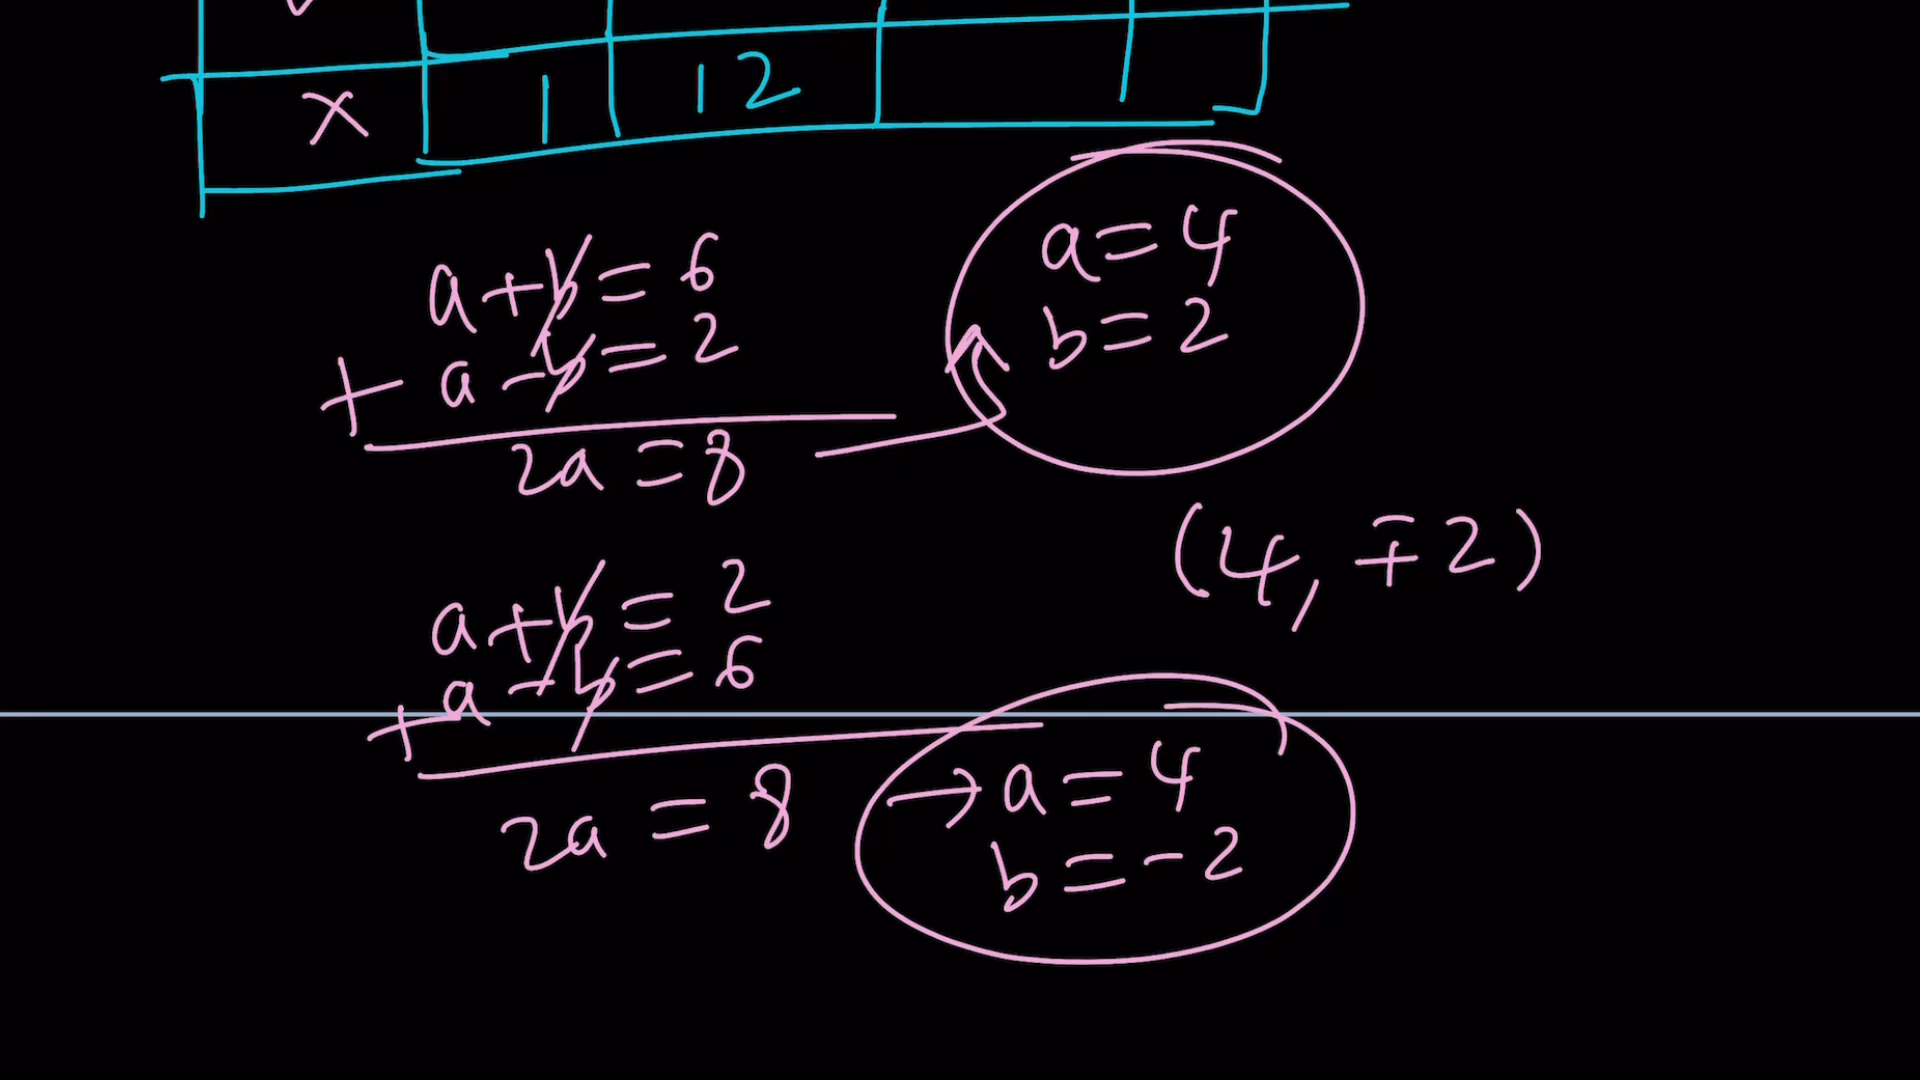 x 1 12
a+b=6
+ a-b=2
2a=8
a=4
b=2
(4, ∓2)
a+b=2
+ a-b=6
2a=8
→ a=4
b=-2